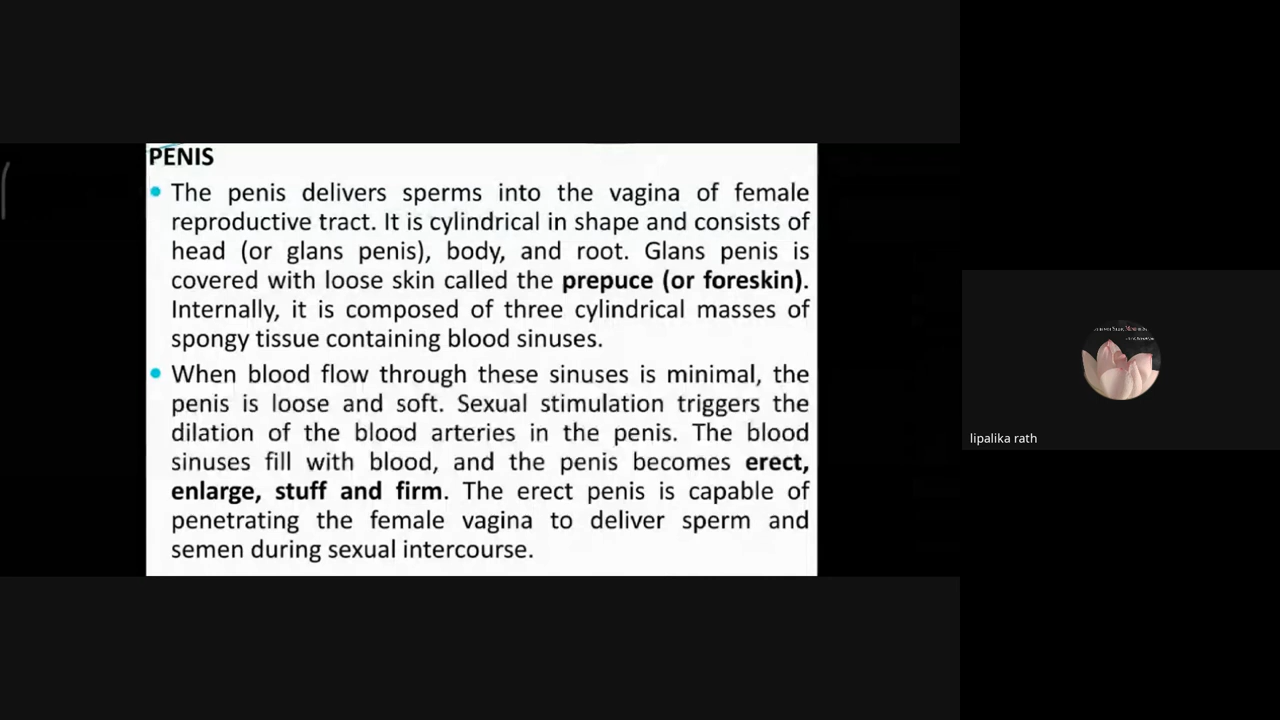 PENIS
The penis delivers sperms into the vagina of female
reproductive tract. It is cylindrical in shape and consists of
head (or glans penis), body, and root. Glans penis is
covered with loose skin called the prepuce (or foreskin).
Internally, it is composed of three cylindrical masses of
spongy tissue containing blood sinuses.
When blood flow through these sinuses is minimal, the
penis is loose and soft. Sexual stimulation triggers the
dilation of the blood arteries in the penis. The blood
sinuses fill with blood, and the penis becomes erect,
enlarge, stuff and firm. The erect penis is capable of
penetrating the female vagina to deliver sperm and
semen during sexual intercourse.
lipalika rath